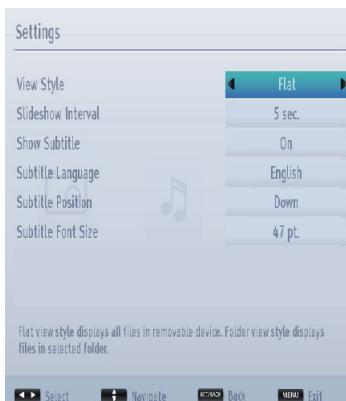 Settings
View Style Flat
Slideshow Interval 5 sec.
Show Subtitle On
Subtitle Language English
Subtitle Position Down
Subtitle Font Size 47 pt.
Flat view style displays all files in removable device. Folder view style displays
files in selected folder.
Select Navigate RET/BACK Back MENU Exit